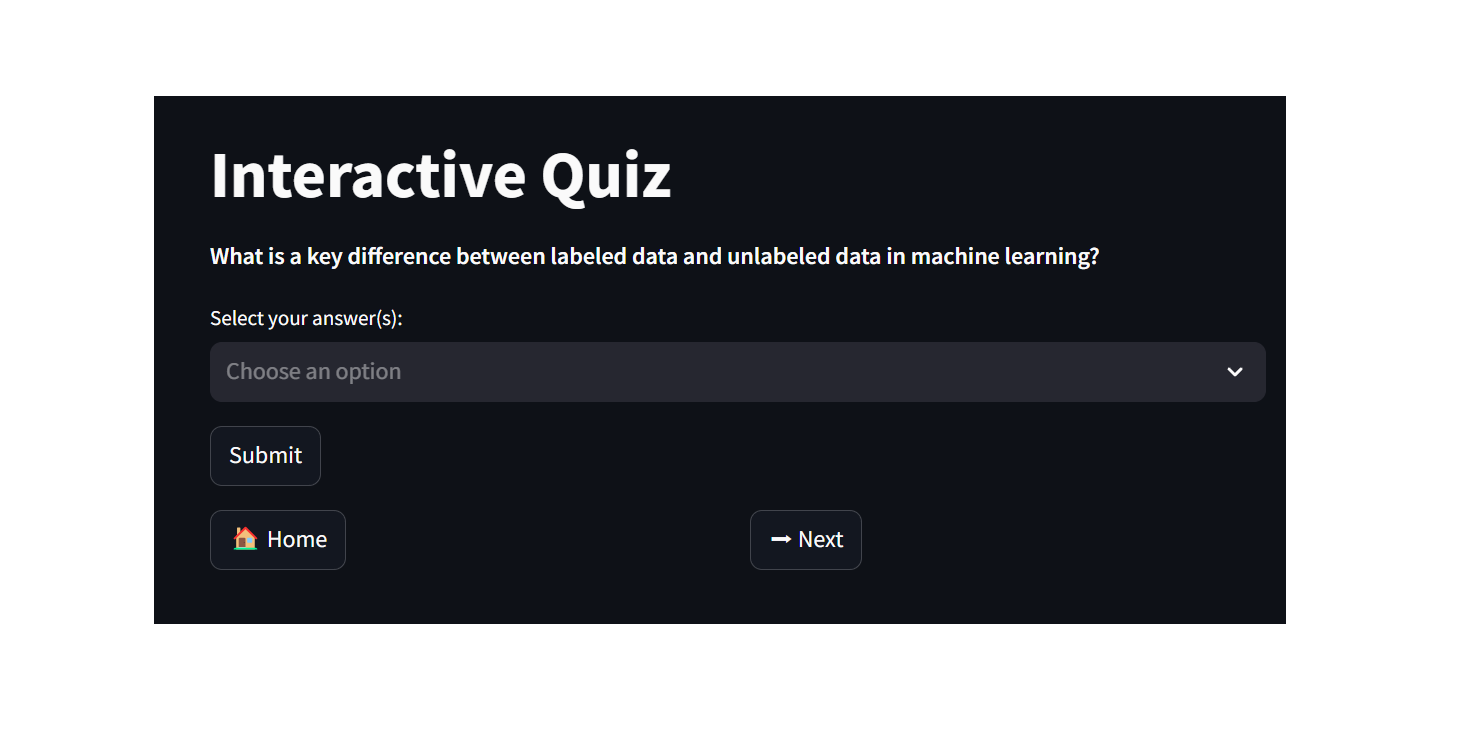 Interactive Quiz
What is a key difference between labeled data and unlabeled data in machine learning?
Select your answer(s):
Choose an option
Submit
Home
Next